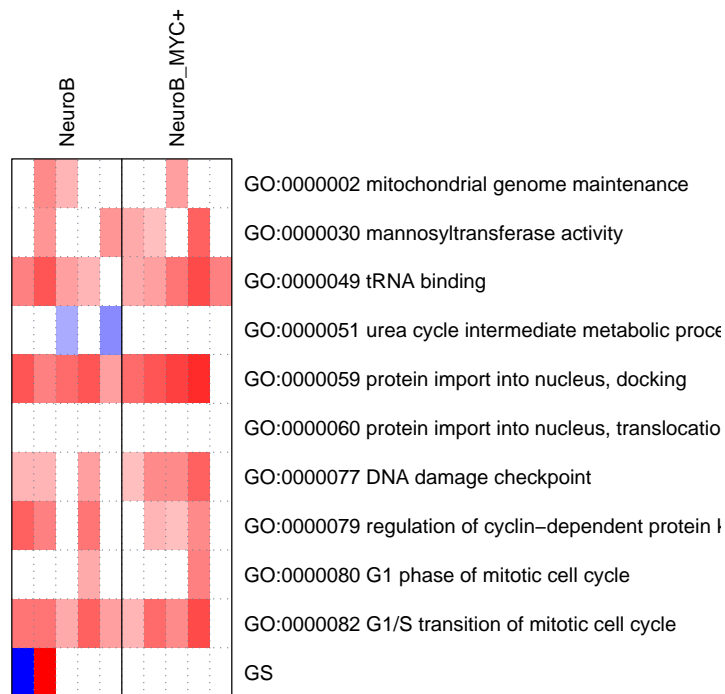 NeuroB
NeuroB_MYC+
GO:0000002 mitochondrial genome maintenance
GO:0000030 mannosyltransferase activity
GO:0000049 tRNA binding
GO:0000051 urea cycle intermediate metabolic proce
GO:0000059 protein import into nucleus, docking
GO:0000060 protein import into nucleus, translocatio
GO:0000077 DNA damage checkpoint
GO:0000079 regulation of cyclin−dependent protein k
GO:0000080 G1 phase of mitotic cell cycle
GO:0000082 G1/S transition of mitotic cell cycle
GS